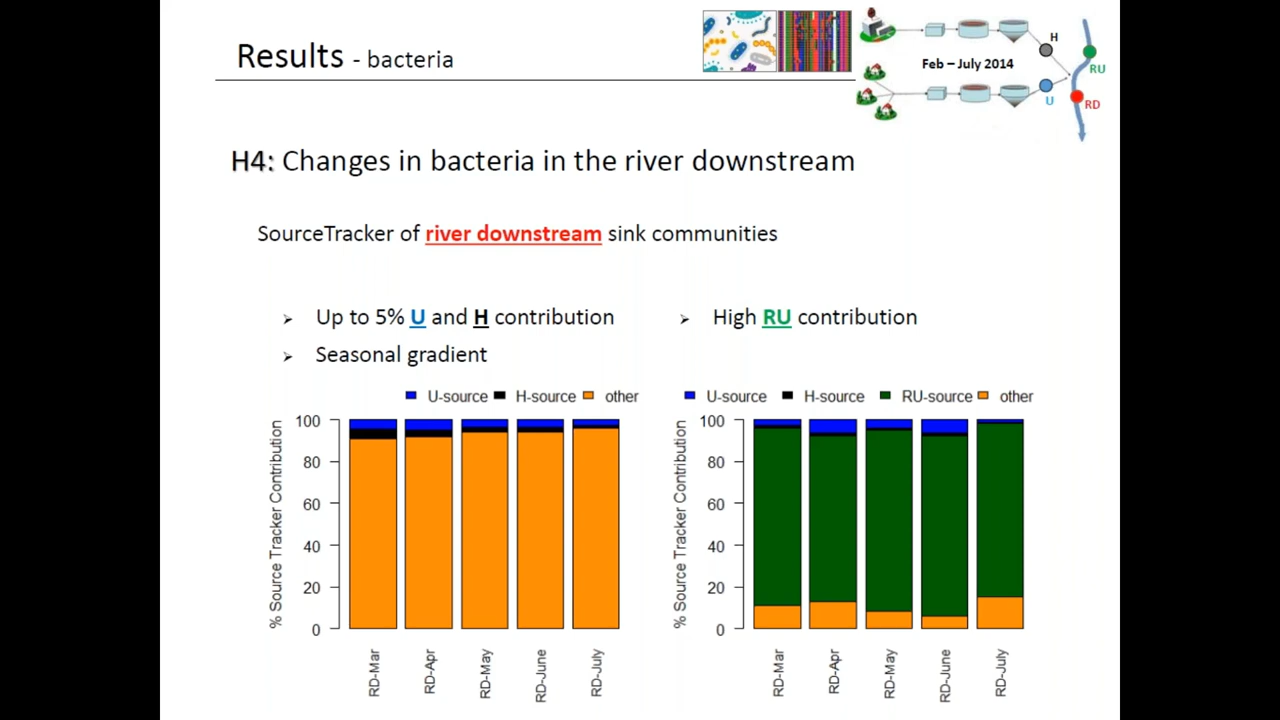 Results - bacteria
Feb – July 2014
H
RU
U
RD
H4: Changes in bacteria in the river downstream
SourceTracker of river downstream sink communities
➢ Up to 5% U and H contribution
➢ Seasonal gradient
➢ High RU contribution
U-source H-source other
% Source Tracker Contribution
100
80
60
40
20
0
RD-Mar
RD-Apr
RD-May
RD-June
RD-July
U-source H-source RU-source other
% Source Tracker Contribution
100
80
60
40
20
0
RD-Mar
RD-Apr
RD-May
RD-June
RD-July